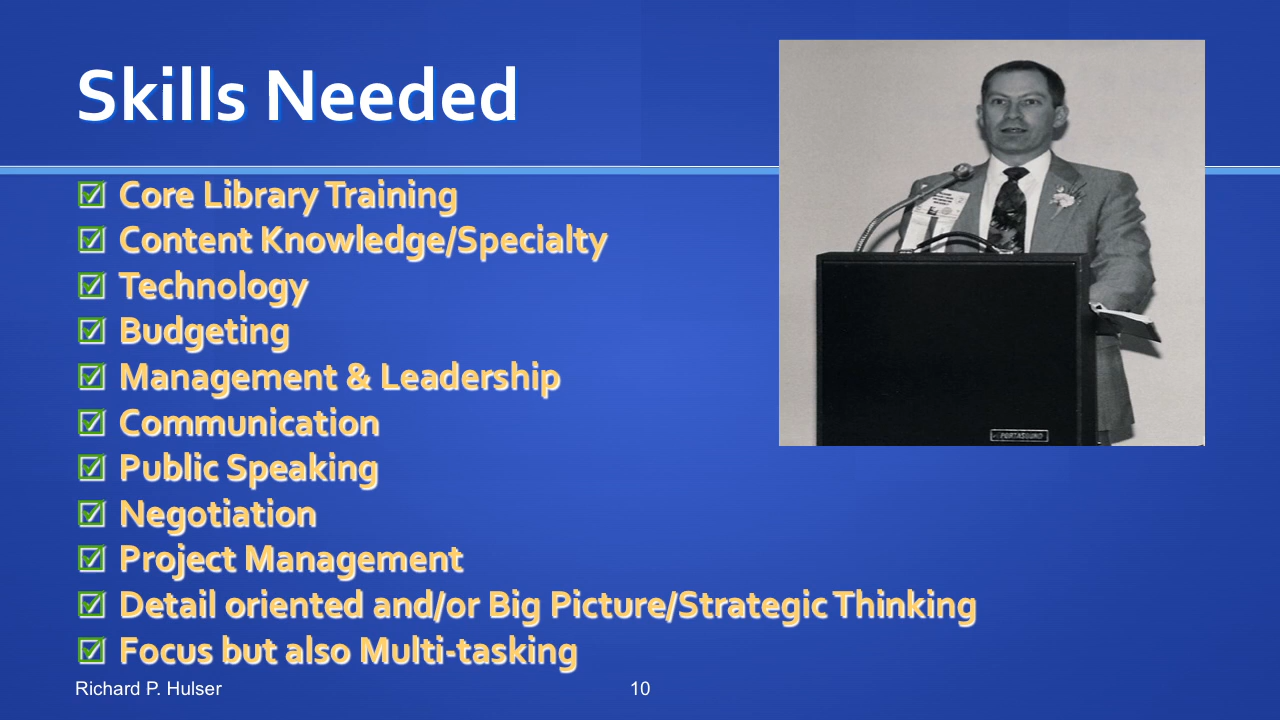 Skills Needed
Core Library Training
Content Knowledge/Specialty
Technology
Budgeting
Management & Leadership
Communication
Public Speaking
Negotiation
Project Management
Detail oriented and/or Big Picture/Strategic Thinking
Focus but also Multi-tasking
PORTASOUND
Richard P. Hulser
10